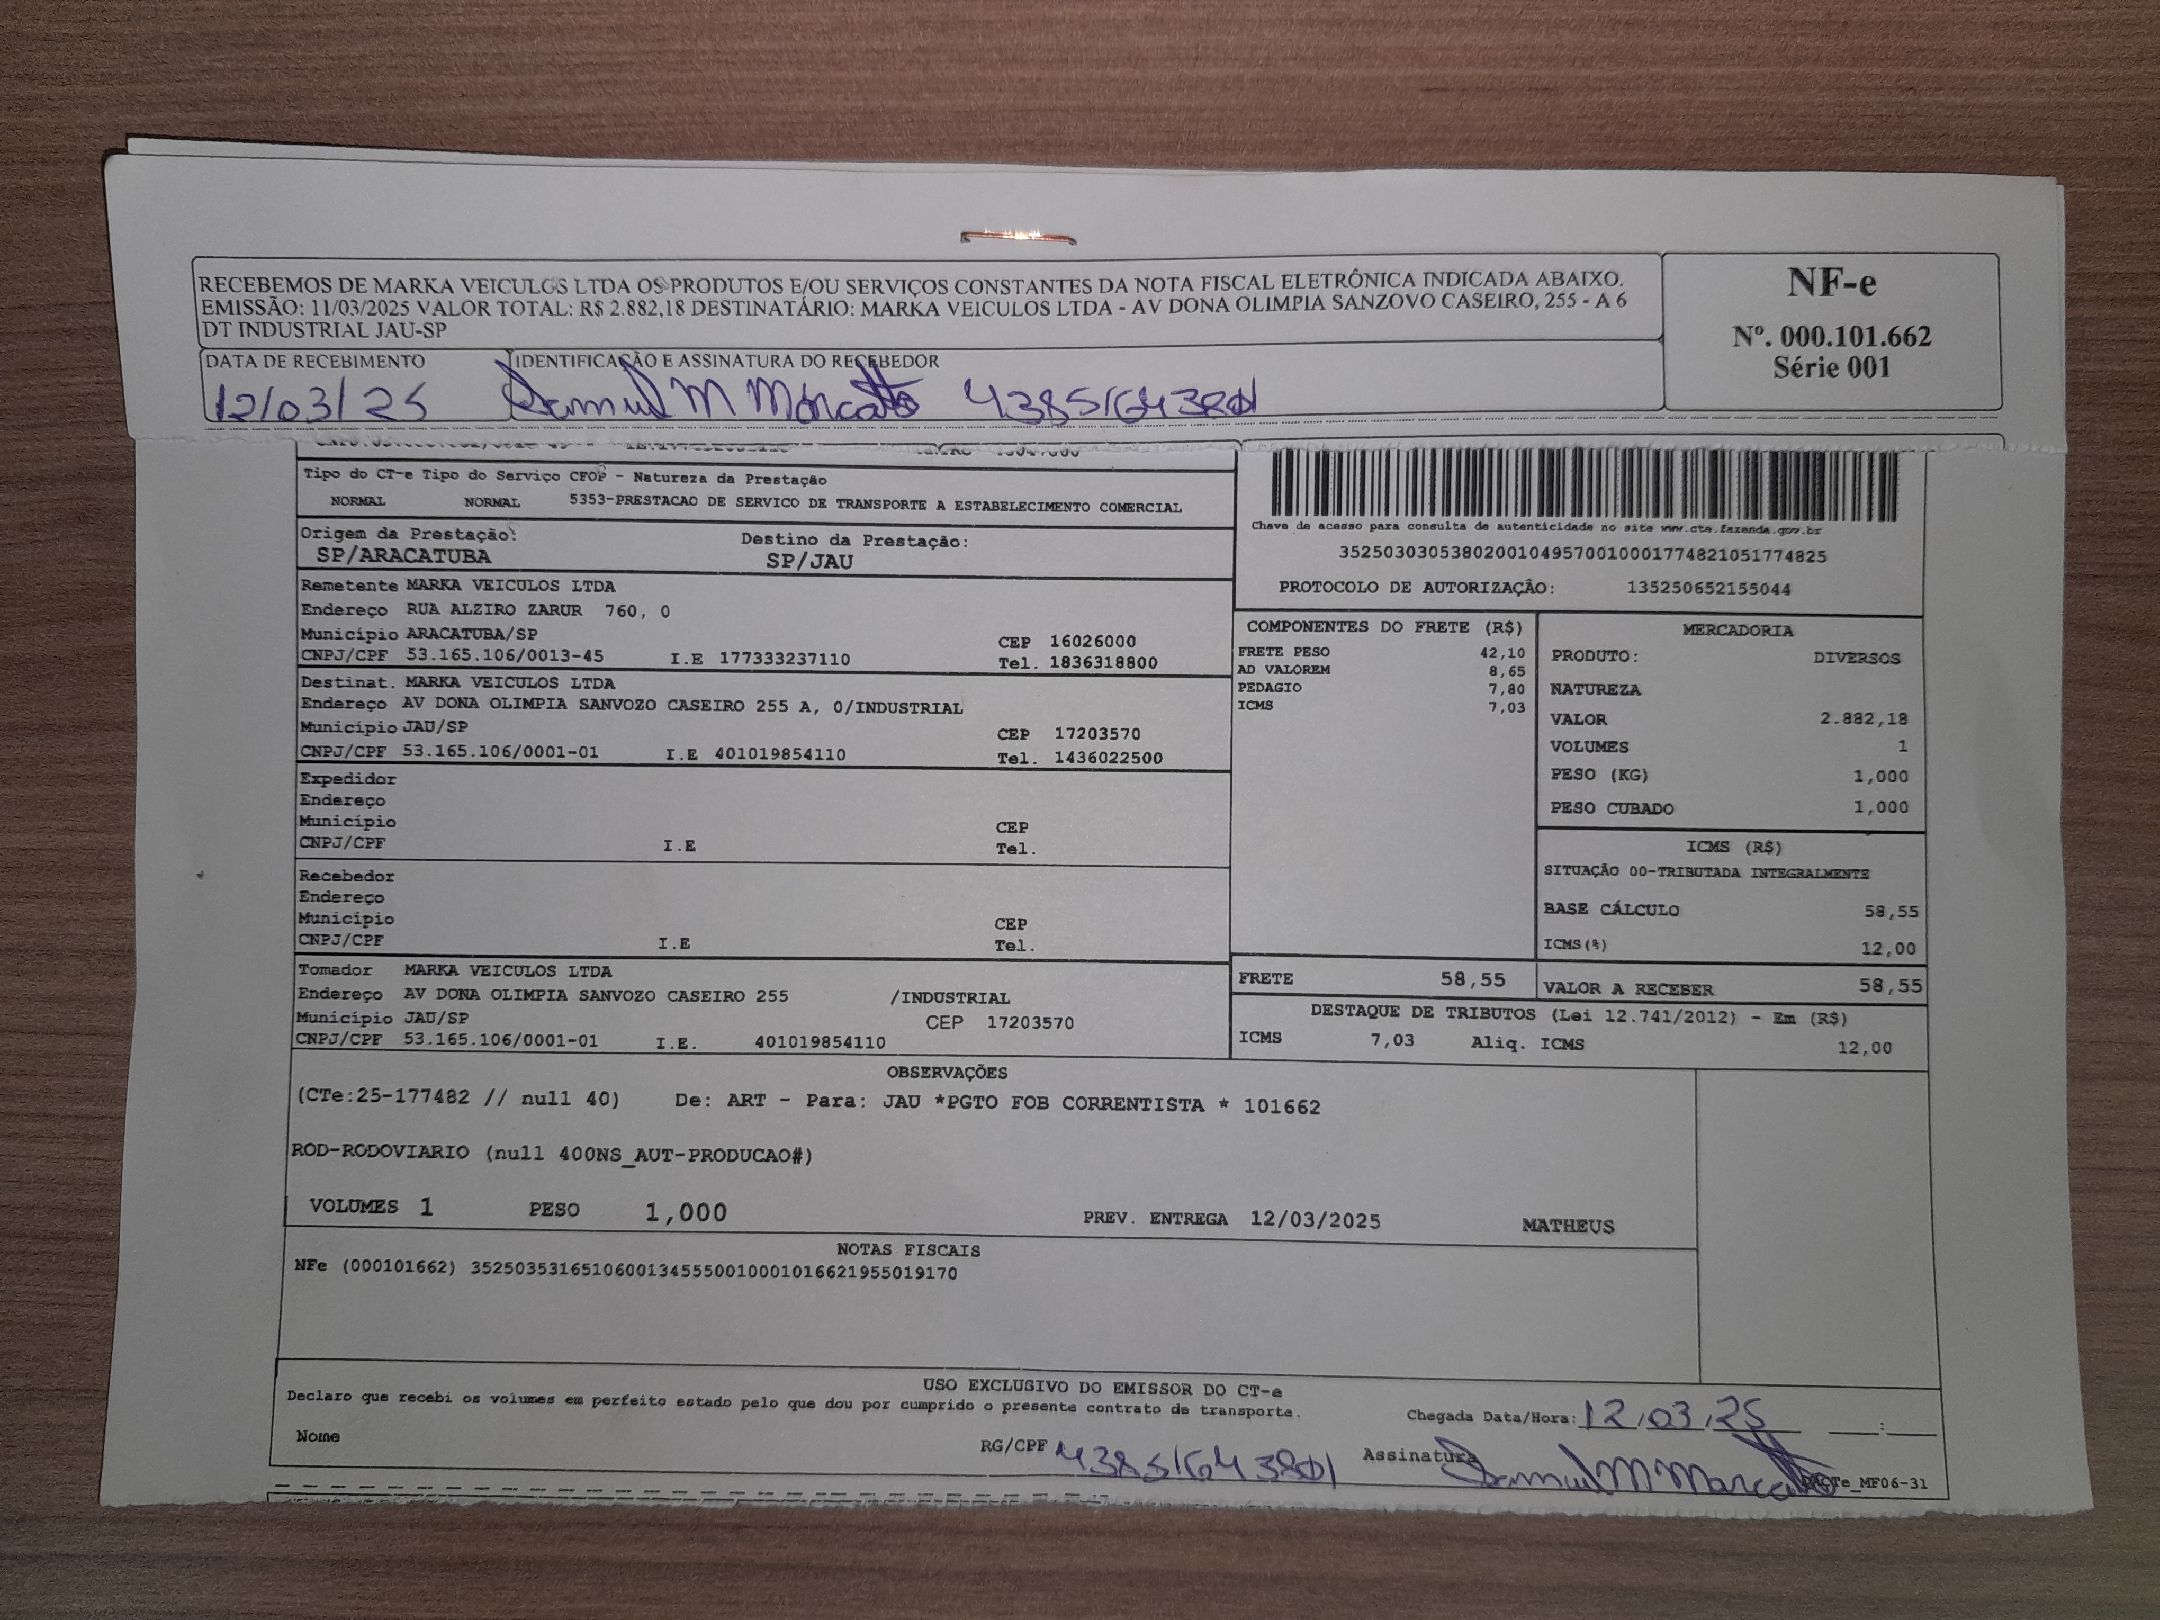 RECEBEMOS DE MARKA VEICULOS LTDA OS PRODUTOS E/OU SERVIÇOS CONSTANTES DA NOTA FISCAL ELETRÔNICA INDICADA ABAIXO.
EMISSÃO: 11/03/2025 VALOR TOTAL: R$ 2.882,18 DESTINATÁRIO: MARKA VEICULOS LTDA - AV DONA OLIMPIA SANZOVO CASEIRO, 255 - A 6
DT INDUSTRIAL JAU-SP
NF-e
Nº. 000.101.662
Série 001
DATA DE RECEBIMENTO IDENTIFICAÇÃO E ASSINATURA DO RECEBEDOR
12/03/25
Tipo do CT-e Tipo do Serviço CFOP - Natureza da Prestação
NORMAL NORMAL 5353-PRESTACAO DE SERVICO DE TRANSPORTE A ESTABELECIMENTO COMERCIAL
Origem da Prestação: Destino da Prestação:
SP/ARACATUBA SP/JAU
Chave de acesso para consulta de autenticidade no site www.cte.fazenda.gov.br
35250303053802001049570010001774821051774825
PROTOCOLO DE AUTORIZAÇÃO: 135250652155044
Remetente MARKA VEICULOS LTDA
Endereço RUA ALZIRO ZARUR 760, 0
Município ARACATUBA/SP CEP 16026000
CNPJ/CPF 53.165.106/0013-45 I.E 177333237110 Tel. 1836318800
Destinat. MARKA VEICULOS LTDA
Endereço AV DONA OLIMPIA SANVOZO CASEIRO 255 A, 0/INDUSTRIAL
Município JAU/SP CEP 17203570
CNPJ/CPF 53.165.106/0001-01 I.E 401019854110 Tel. 1436022500
Expedidor
Endereço
Município CEP
CNPJ/CPF I.E Tel.
Recebedor
Endereço
Município CEP
CNPJ/CPF I.E Tel.
Tomador MARKA VEICULOS LTDA
Endereço AV DONA OLIMPIA SANVOZO CASEIRO 255 /INDUSTRIAL
Município JAU/SP CEP 17203570
CNPJ/CPF 53.165.106/0001-01 I.E. 401019854110
COMPONENTES DO FRETE (R$)
FRETE PESO 42,10
AD VALOREM 8,65
PEDAGIO 7,80
ICMS 7,03
MERCADORIA
PRODUTO: DIVERSOS
NATUREZA
VALOR 2.882,18
VOLUMES 1
PESO (KG) 1,000
PESO CUBADO 1,000
ICMS (R$)
SITUAÇÃO 00-TRIBUTADA INTEGRALMENTE
BASE CÁLCULO 58,55
ICMS(%) 12,00
FRETE 58,55 VALOR A RECEBER 58,55
DESTAQUE DE TRIBUTOS (Lei 12.741/2012) - Em (R$)
ICMS 7,03 Aliq. ICMS 12,00
OBSERVAÇÕES
(CTe:25-177482 // null 40) De: ART - Para: JAU *PGTO FOB CORRENTISTA * 101662
ROD-RODOVIARIO (null 400NS_AUT-PRODUCAO#)
VOLUMES 1 PESO 1,000 PREV. ENTREGA 12/03/2025 MATHEUS
NOTAS FISCAIS
NFe (000101662) 35250353165106001345550010001016621955019170
USO EXCLUSIVO DO EMISSOR DO CT-e
Declaro que recebi os volumes em perfeito estado pelo que dou por cumprido o presente contrato de transporte.
Chegada Data/Hora: 12/03/25 :
Nome RG/CPF Assinatura
DACTe_MF06-31